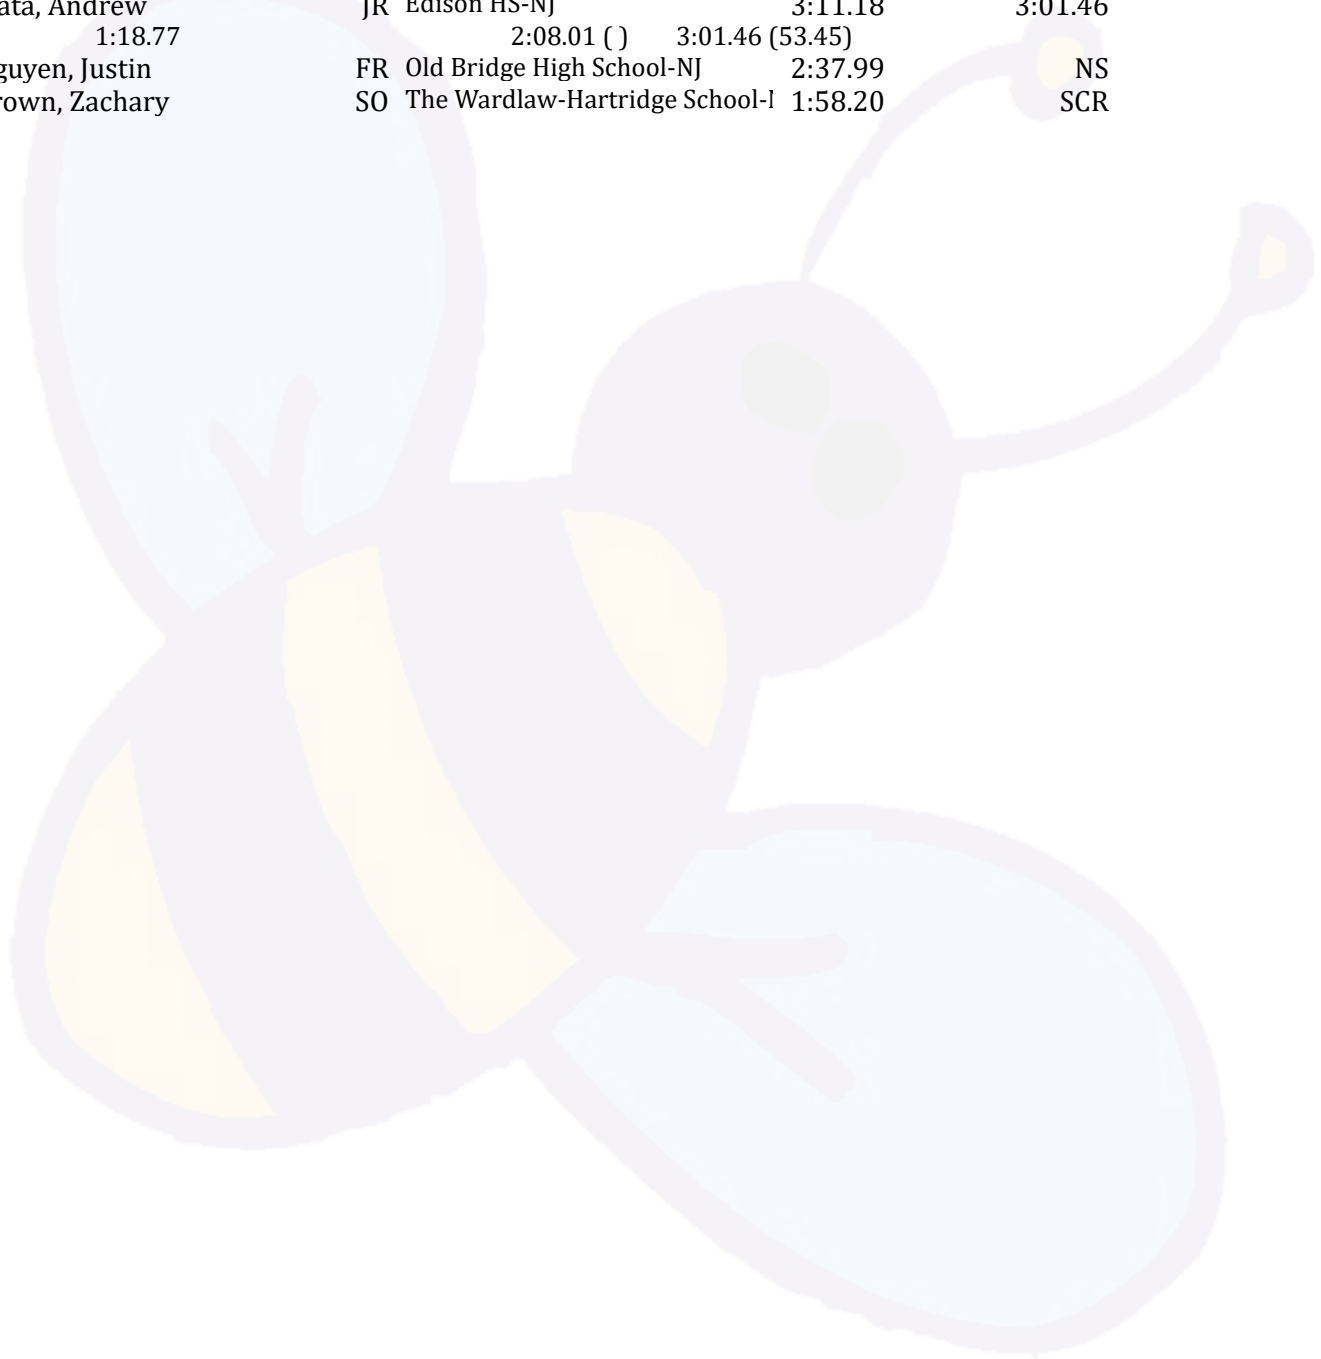 ata, Andrew JR Edison HS-NJ 3:11.18 3:01.46
1:18.77 2:08.01 ( ) 3:01.46 (53.45)
guyen, Justin FR Old Bridge High School-NJ 2:37.99 NS
rown, Zachary SO The Wardlaw-Hartridge School-N 1:58.20 SCR